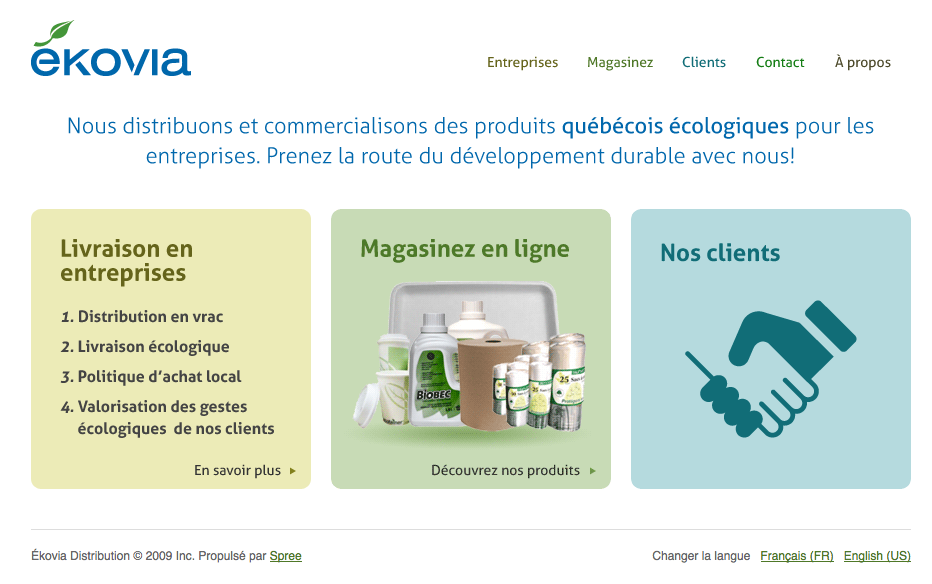 ékovia
Entreprises Magasinez Clients Contact À propos
Nous distribuons et commercialisons des produits québécois écologiques pour les
entreprises. Prenez la route du développement durable avec nous!
Livraison en
entreprises
1. Distribution en vrac
2. Livraison écologique
3. Politique d’achat local
4. Valorisation des gestes
écologiques de nos clients
En savoir plus
Magasinez en ligne
BIOBEC
25
Découvrez nos produits
Nos clients
Ékovia Distribution © 2009 Inc. Propulsé par Spree
Changer la langue Français (FR) English (US)